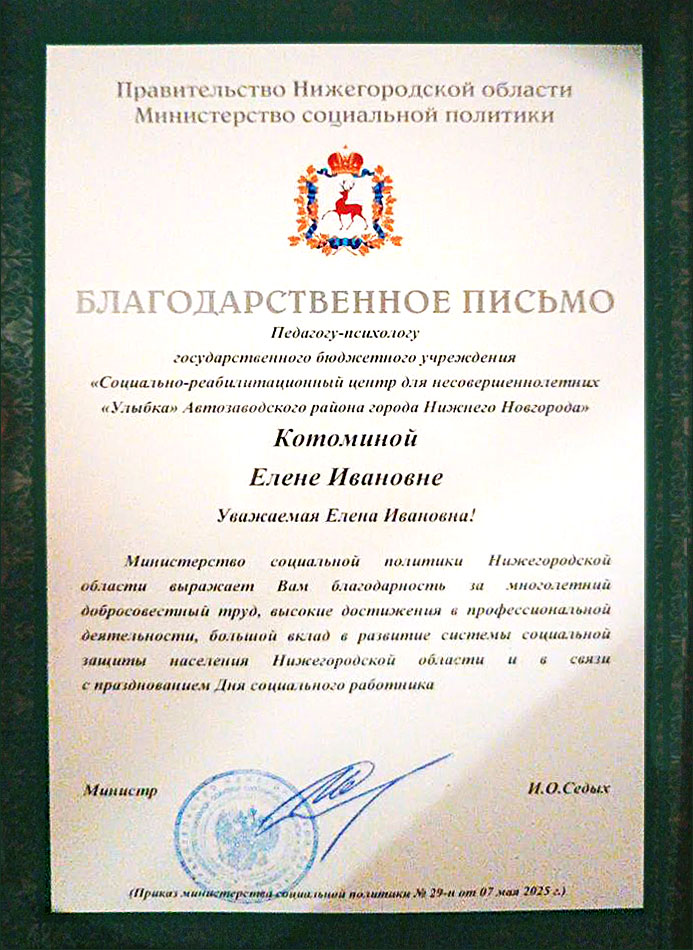 Правительство Нижегородской области
Министерство социальной политики
БЛАГОДАРСТВЕННОЕ ПИСЬМО
Педагогу-психологу
государственного бюджетного учреждения
«Социально-реабилитационный центр для несовершеннолетних
«Улыбка» Автозаводского района города Нижнего Новгорода»
Котоминой
Елене Ивановне
Уважаемая Елена Ивановна!
Министерство социальной политики Нижегородской
области выражает Вам благодарность за многолетний
добросовестный труд, высокие достижения в профессиональной
деятельности, большой вклад в развитие системы социальной
защиты населения Нижегородской области и в связи
с празднованием Дня социального работника
Министр
И.О.Седых
(Приказ министерства социальной политики № 29-н от 07 мая 2025 г.)